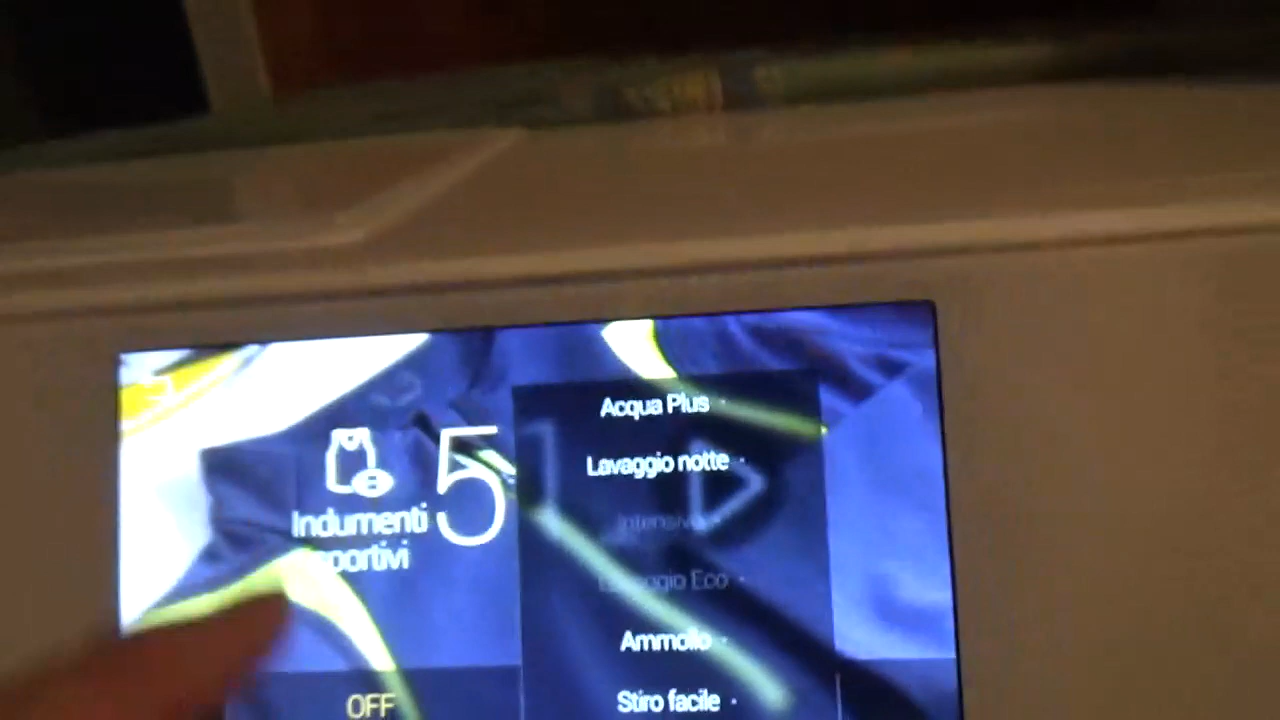 Indumenti
sportivi
5
OFF
Acqua Plus
Lavaggio notte
Intensivo
Lavaggio Eco
Ammollo
Stiro facile